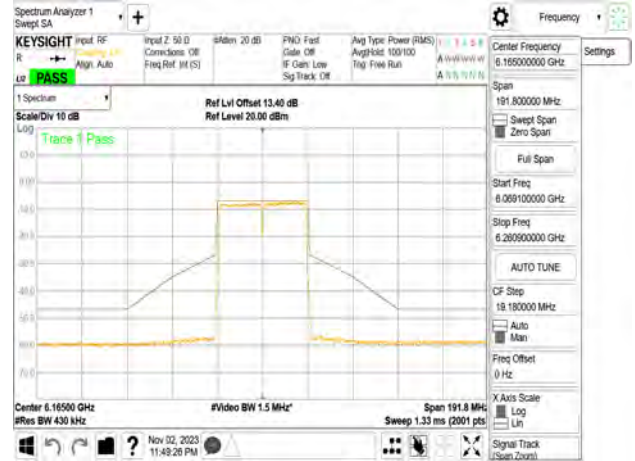 Spectrum Analyzer 1
Swept SA
+
Frequency
KEYSIGHT
Input: RF
Align: Auto
Input Z: 50 Ω
Corrections: Off
Freq Ref: Int (S)
#Atten: 20 dB
PNO: Fast
Gate: Off
IF Gain: Low
Sig Track: Off
Avg Type: Power (RMS)
Avg|Hold: 100/100
Trig: Free Run
PASS
1 Spectrum
Scale/Div 10 dB
Ref Lvl Offset 13.40 dB
Ref Level 20.00 dBm
Log
Trace 1 Pass
Center 6.16500 GHz
#Res BW 430 kHz
#Video BW 1.5 MHz*
Span 191.8 MHz
Sweep 1.33 ms (2001 pts)
Nov 02, 2023
11:49:26 PM
Center Frequency
6.165000000 GHz
Settings
Span
191.800000 MHz
Swept Span
Zero Span
Full Span
Start Freq
6.069100000 GHz
Stop Freq
6.260900000 GHz
AUTO TUNE
CF Step
19.180000 MHz
Auto
Man
Freq Offset
0 Hz
X Axis Scale
Log
Lin
Signal Track
(Span Zoom)